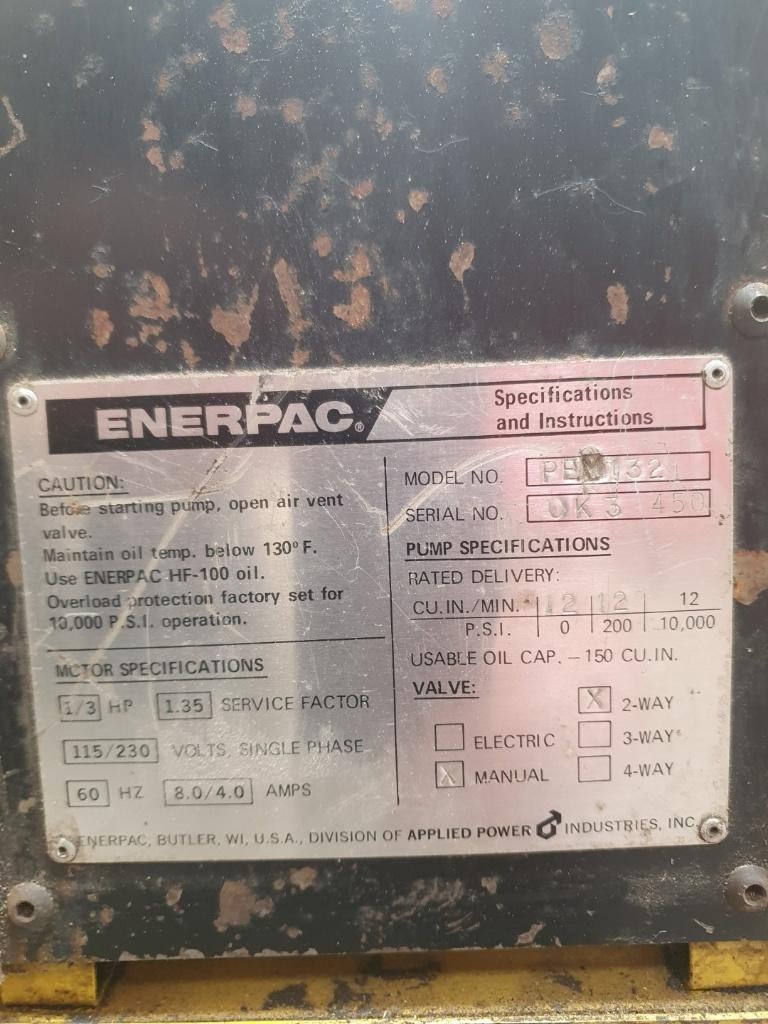 ENERPAC®
Specifications
and Instructions
CAUTION:
Before starting pump, open air vent
valve.
Maintain oil temp. below 130° F.
Use ENERPAC HF-100 oil.
Overload protection factory set for
10,000 P.S.I. operation.
MOTOR SPECIFICATIONS
1/3 HP 1.35 SERVICE FACTOR
115/230 VOLTS, SINGLE PHASE
60 HZ 8.0/4.0 AMPS
MODEL NO.
SERIAL NO. OK3 450
PUMP SPECIFICATIONS
RATED DELIVERY:
CU.IN./MIN. 12 12 12
P.S.I. 0 200 10,000
USABLE OIL CAP. – 150 CU.IN.
VALVE:
X 2-WAY
ELECTRIC 3-WAY
X MANUAL 4-WAY
ENERPAC, BUTLER, WI, U.S.A., DIVISION OF APPLIED POWER INDUSTRIES, INC.